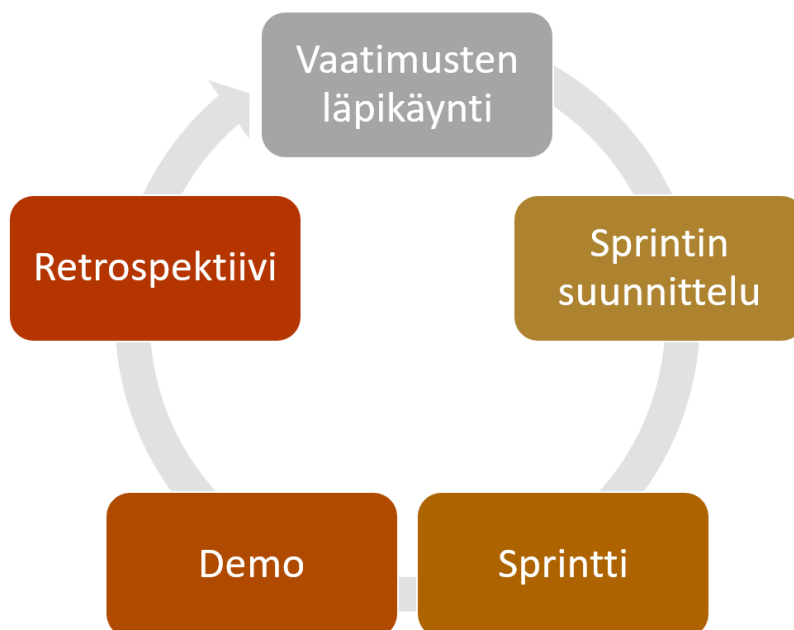 Vaatimusten
läpikäynti
Sprintin
suunnittelu
Sprintti
Demo
Retrospektiivi